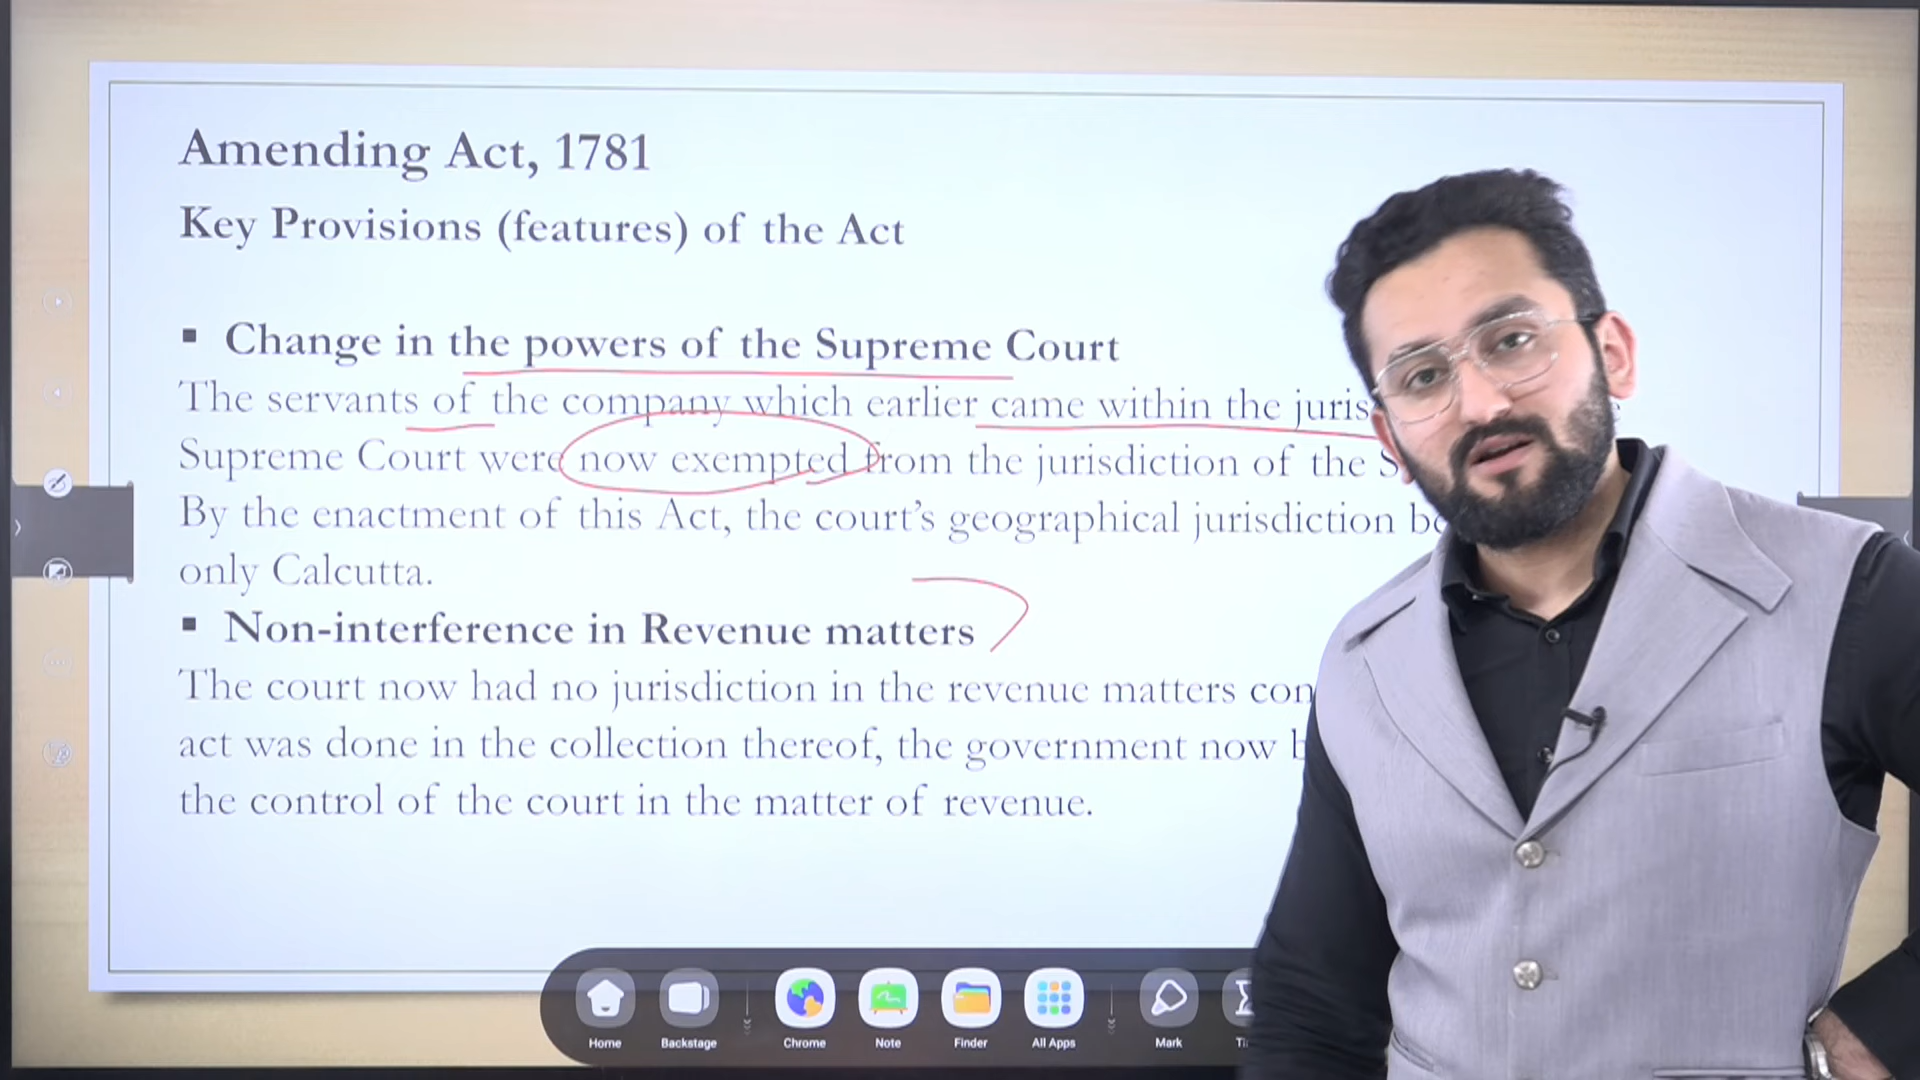 Amending Act, 1781
Key Provisions (features) of the Act
▪ Change in the powers of the Supreme Court
The servants of the company which earlier came within the juris
Supreme Court were now exempted from the jurisdiction of the S
By the enactment of this Act, the court's geographical jurisdiction
only Calcutta.
▪ Non-interference in Revenue matters
The court now had no jurisdiction in the revenue matters con
act was done in the collection thereof, the government now
the control of the court in the matter of revenue.
Home Backstage Chrome Note Finder All Apps Mark